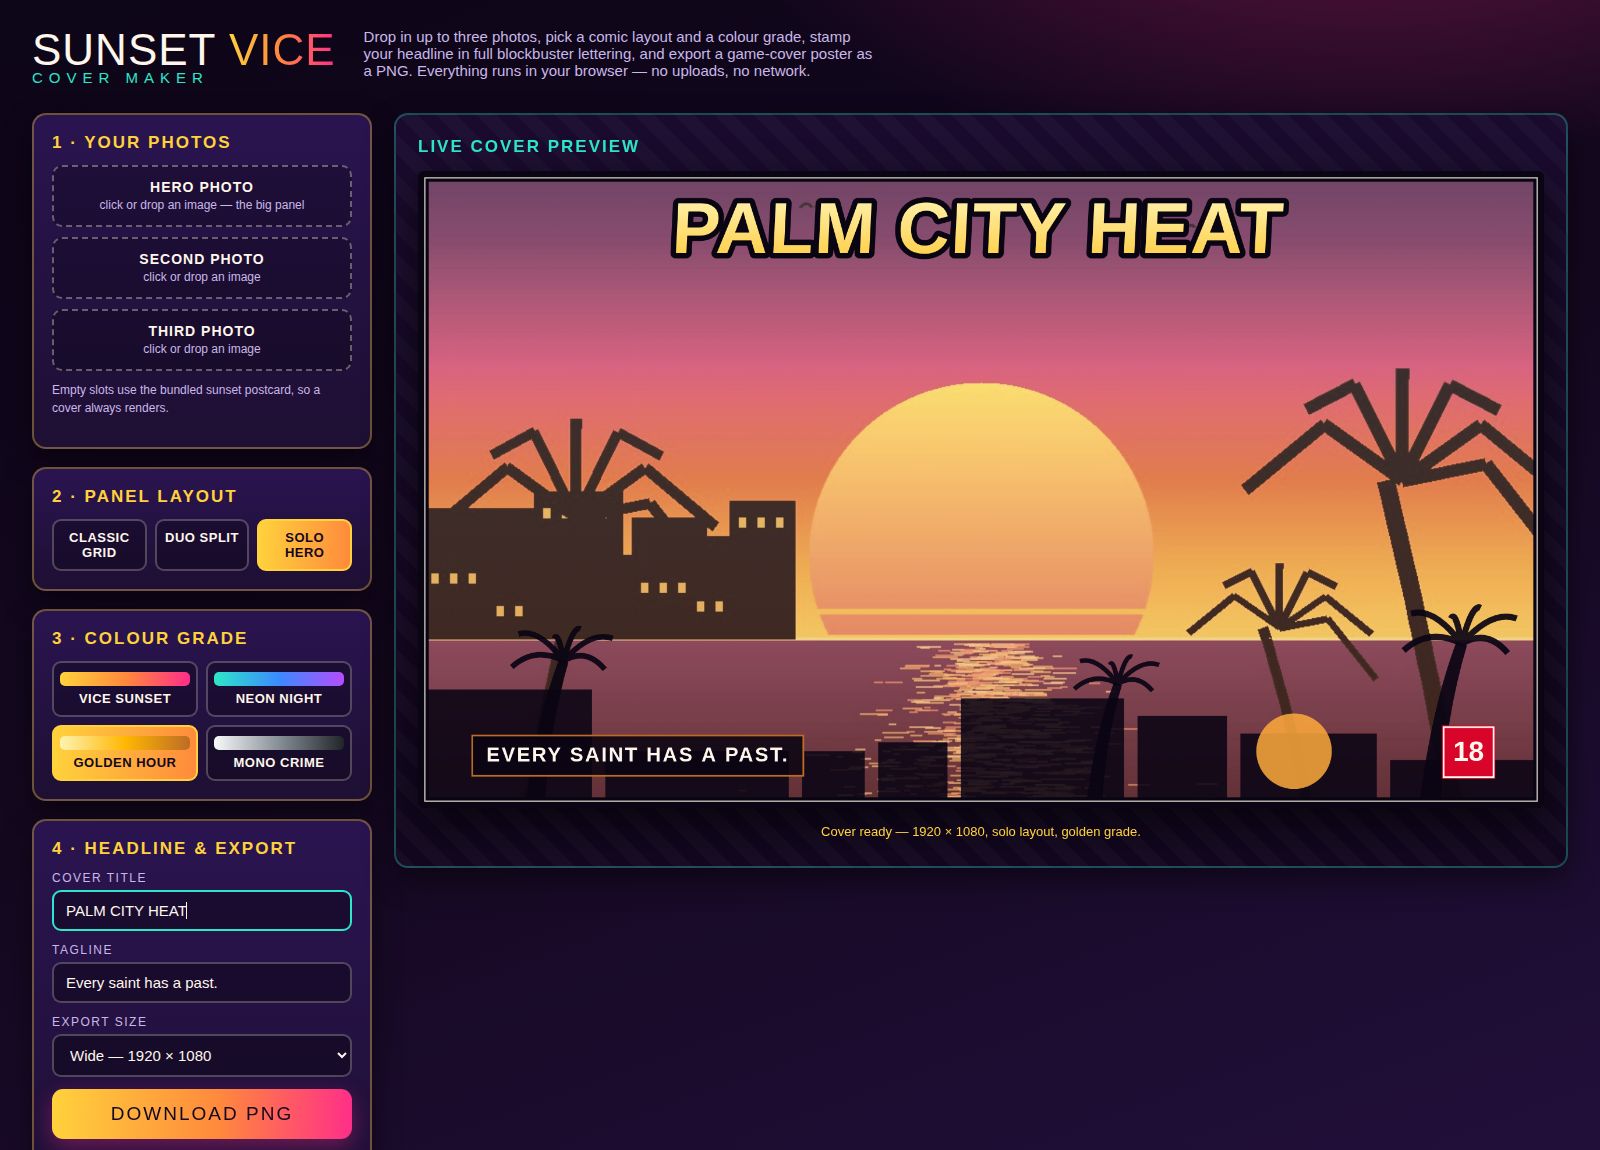 SUNSET VICE
COVER MAKER
Drop in up to three photos, pick a comic layout and a colour grade, stamp
your headline in full blockbuster lettering, and export a game-cover poster as
a PNG. Everything runs in your browser — no uploads, no network.
1 · YOUR PHOTOS
HERO PHOTO
click or drop an image — the big panel
SECOND PHOTO
click or drop an image
THIRD PHOTO
click or drop an image
Empty slots use the bundled sunset postcard, so a
cover always renders.
2 · PANEL LAYOUT
CLASSIC
GRID
DUO SPLIT
SOLO
HERO
3 · COLOUR GRADE
VICE SUNSET
NEON NIGHT
GOLDEN HOUR
MONO CRIME
4 · HEADLINE & EXPORT
COVER TITLE
PALM CITY HEAT
TAGLINE
Every saint has a past.
EXPORT SIZE
Wide — 1920 × 1080
DOWNLOAD PNG
LIVE COVER PREVIEW
PALM CITY HEAT
EVERY SAINT HAS A PAST.
18
Cover ready — 1920 × 1080, solo layout, golden grade.